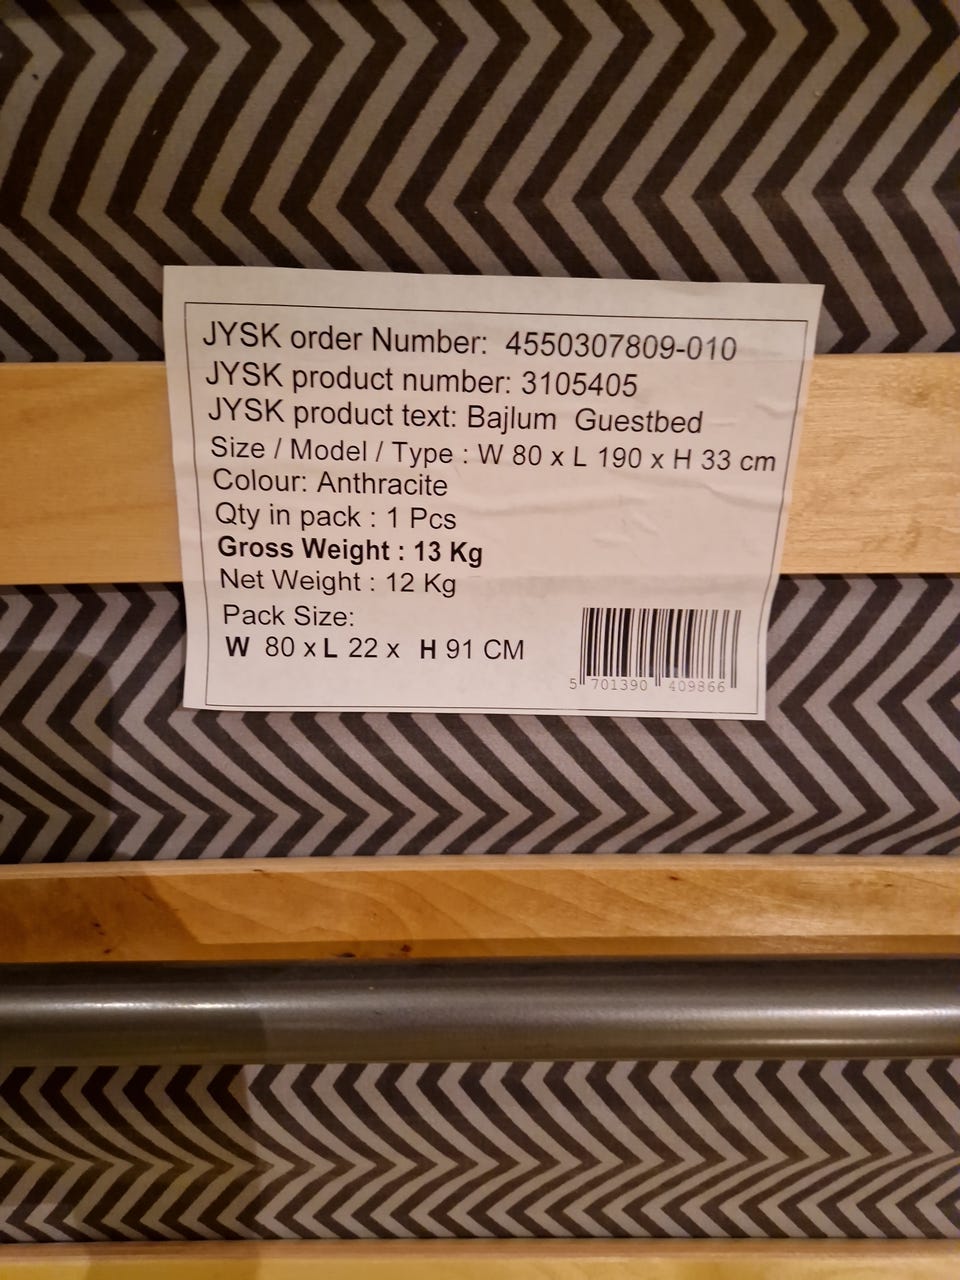 JYSK order Number: 4550307809-010
JYSK product number: 3105405
JYSK product text: Bajlum Guestbed
Size / Model / Type : W 80 x L 190 x H 33 cm
Colour: Anthracite
Qty in pack : 1 Pcs
Gross Weight : 13 Kg
Net Weight : 12 Kg
Pack Size:
W 80 x L 22 x H 91 CM
5 701390 409866